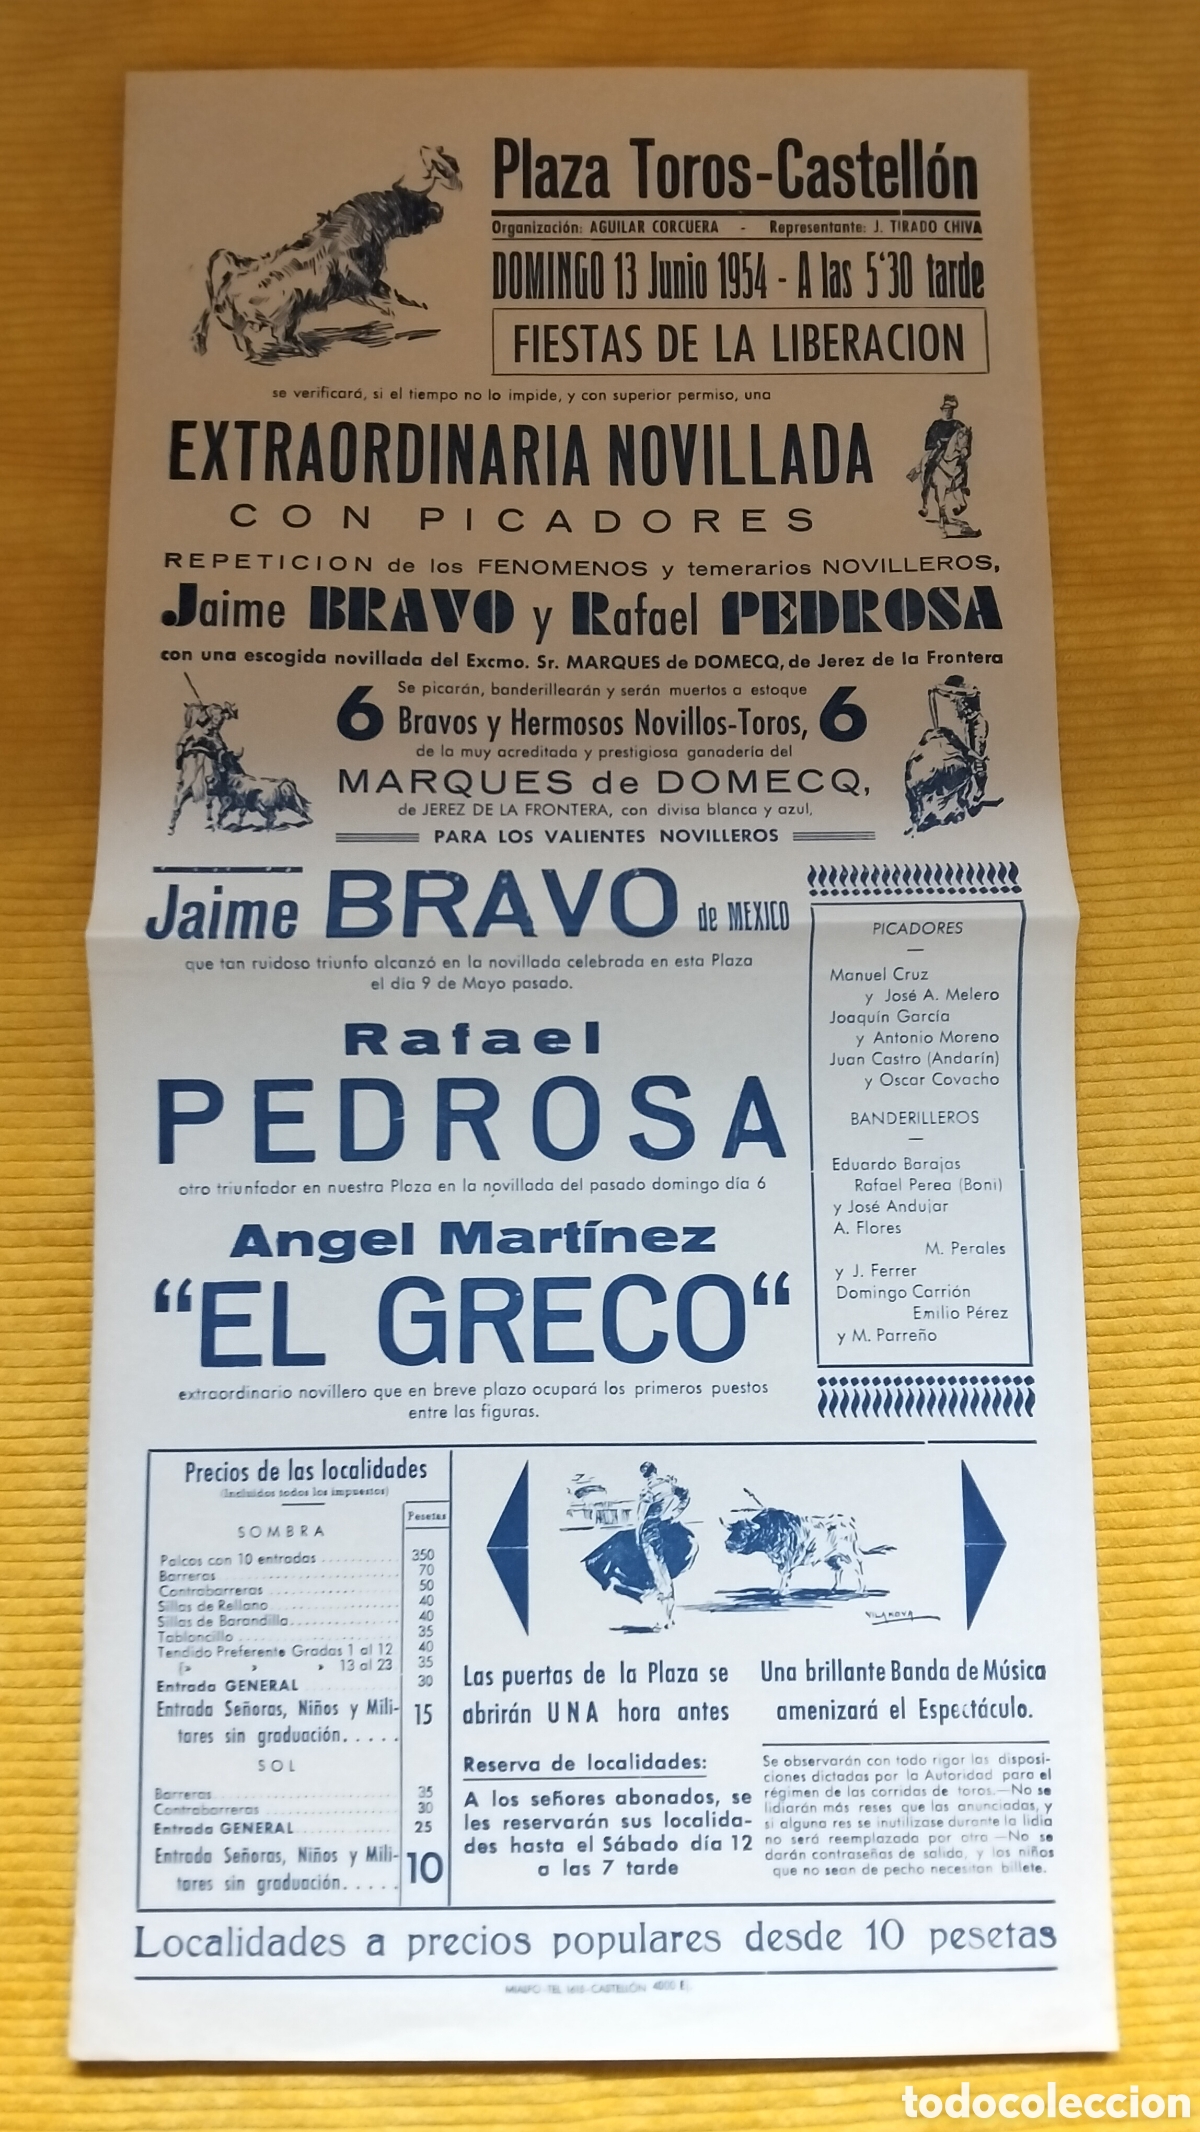 Plaza Toros-Castellón
Organización: AGUILAR CORCUERA - Representante: J. TIRADO CHIVA
DOMINGO 13 Junio 1954 - A las 5'30 tarde
FIESTAS DE LA LIBERACION
se verificará, si el tiempo no lo impide, y con superior permiso, una
EXTRAORDINARIA NOVILLADA
CON PICADORES
REPETICION de los FENOMENOS y temerarios NOVILLEROS,
Jaime BRAVO y Rafael PEDROSA
con una escogida novillada del Excmo. Sr. MARQUES de DOMECQ, de Jerez de la Frontera
Se picarán, banderillearán y serán muertos a estoque
6 Bravos y Hermosos Novillos-Toros, 6
de la muy acreditada y prestigiosa ganadería del
MARQUES de DOMECQ,
de JEREZ DE LA FRONTERA, con divisa blanca y azul,
PARA LOS VALIENTES NOVILLEROS
Jaime BRAVO de MEXICO
que tan ruidoso triunfo alcanzó en la novillada celebrada en esta Plaza
el día 9 de Mayo pasado.
Rafael
PEDROSA
otro triunfador en nuestra Plaza en la novillada del pasado domingo día 6
Angel Martínez
“EL GRECO“
extraordinario novillero que en breve plazo ocupará los primeros puestos
entre las figuras.
PICADORES
Manuel Cruz
y José A. Melero
Joaquín García
y Antonio Moreno
Juan Castro (Andarín)
y Oscar Covacho
BANDERILLEROS
Eduardo Barajas
Rafael Perea (Boni)
y José Andujar
A. Flores
M. Perales
y J. Ferrer
Domingo Carrión
Emilio Pérez
y M. Parreño
Precios de las localidades
(Incluidos todos los impuestos)
Pesetas
SOMBRA
Palcos con 10 entradas 350
Barreras 70
Contrabarreras 50
Sillas de Rellano 40
Sillas de Barandilla 40
Tabloncillo 35
Tendido Preferente Gradas 1 al 12 40
(» » » 13 al 23 35
Entrada GENERAL 30
Entrada Señoras, Niños y Mili-
tares sin graduación. 15
SOL
Barreras 35
Contrabarreras 30
Entrada GENERAL 25
Entrada Señoras, Niños y Mili-
tares sin graduación. 10
VILANOVA
Las puertas de la Plaza se
abrirán UNA hora antes
Una brillante Banda de Música
amenizará el Espectáculo.
Reserva de localidades:
A los señores abonados, se
les reservarán sus localida-
des hasta el Sábado día 12
a las 7 tarde
Se observarán con todo rigor las disposi-
ciones dictadas por la Autoridad para el
régimen de las corridas de toros.—No se
lidiarán más reses que las anunciadas, y
si alguna res se inutilizase durante la lidia
no será reemplazada por otra.—No se
darán contraseñas de salida, y los niños
que no sean de pecho necesitan billete.
Localidades a precios populares desde 10 pesetas
MIALFO-TEL 1615-CASTELLÓN 4000 E.
todocoleccion